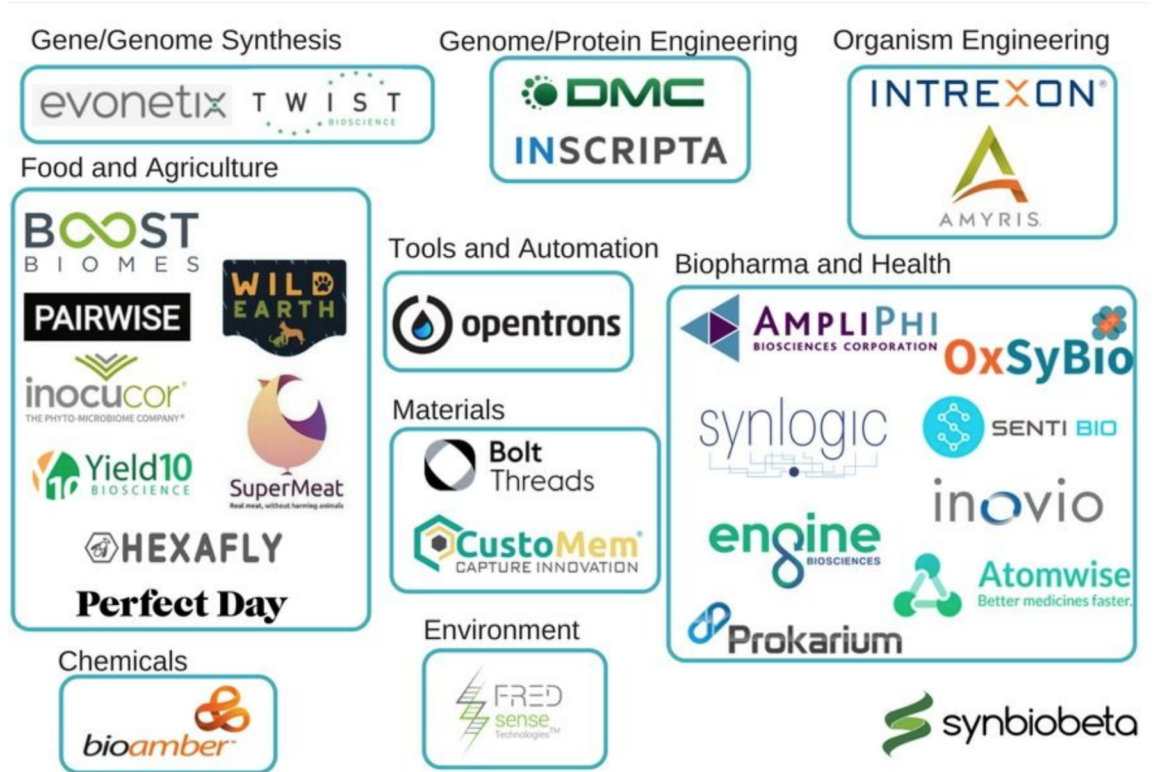 Gene/Genome Synthesis
evonetix
TWIST
BIOSCIENCE
Genome/Protein Engineering
DMC
INSCRIPTA
Organism Engineering
INTREXON®
AMYRIS
Food and Agriculture
BOOST
BIOMES
PAIRWISE
WILD
EARTH
inocucor®
THE PHYTO-MICROBIOME COMPANY®
Y10
Yield10
BIOSCIENCE
SuperMeat
Real meat, without harming animals
HEXAFLY
Perfect Day
Tools and Automation
opentrons
Materials
Bolt
Threads
CustoMem®
CAPTURE INNOVATION
Biopharma and Health
AMPLIPHI
BIOSCIENCES CORPORATION
OxSyBio
synlogic
SENTI BIO
inovio
engine
BIOSCIENCES
Atomwise
Better medicines faster.
Prokarium
Chemicals
bioamber™
Environment
FRED
sense
Technologies™
synbiobeta